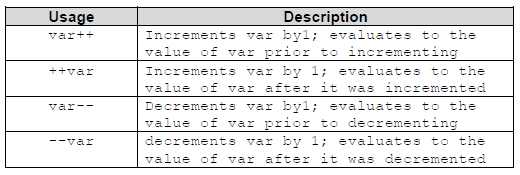 Usage Description
var++ Increments var by1; evaluates to the
value of var prior to incrementing
++var Increments var by 1; evaluates to the
value of var after it was incremented
var-- Decrements var by1; evaluates to the
value of var prior to decrementing
--var decrements var by 1; evaluates to the
value of var after it was decremented